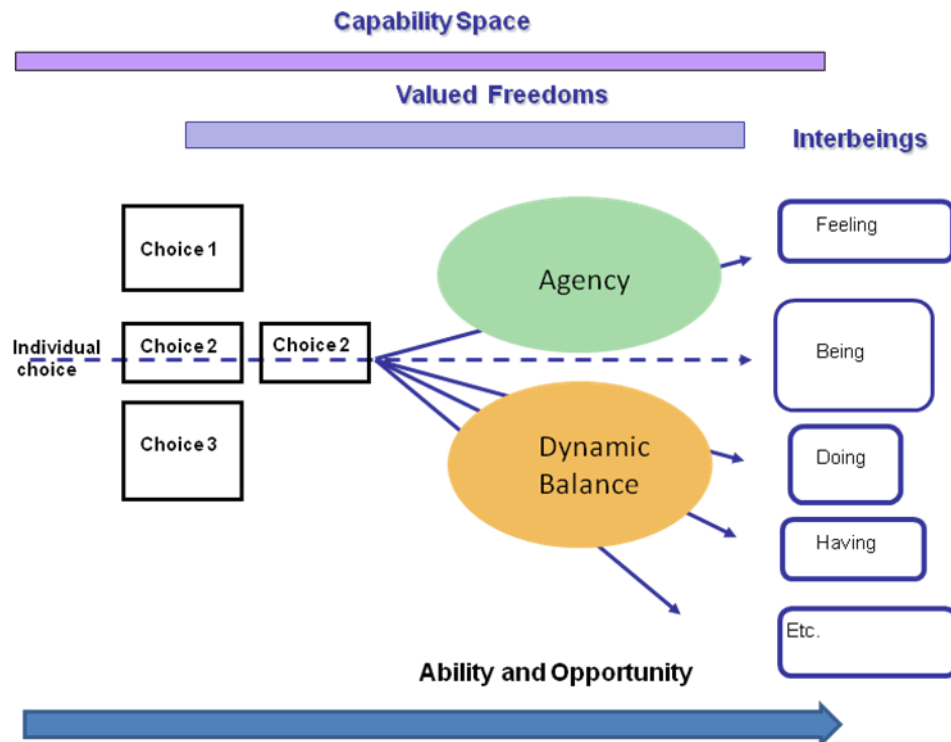 Capability Space
Valued Freedoms
Interbeings
Choice 1
Individual
choice
Choice 2
Choice 2
Choice 3
Agency
Dynamic
Balance
Feeling
Being
Doing
Having
Etc.
Ability and Opportunity